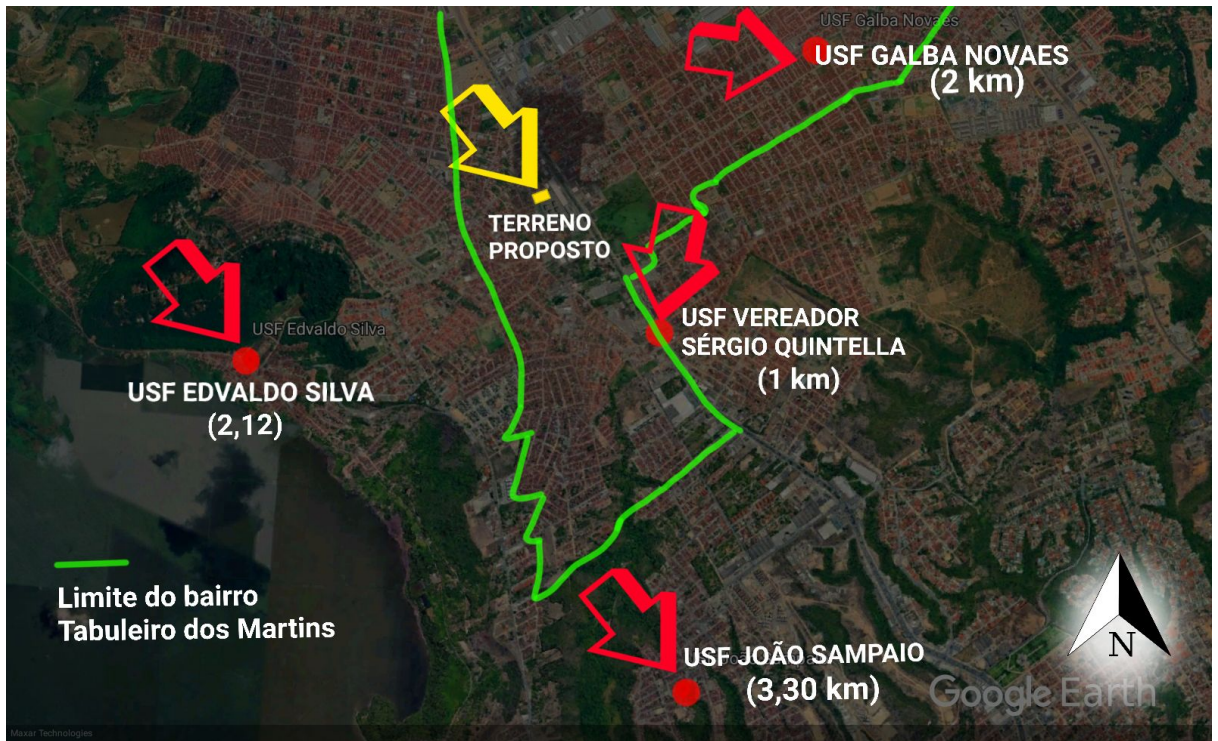 USF Galba Novaes
USF GALBA NOVAES
(2 km)
TERRENO
PROPOSTO
USF Edvaldo Silva
USF VEREADOR
SÉRGIO QUINTELLA
(1 km)
USF EDVALDO SILVA
(2,12)
Limite do bairro
Tabuleiro dos Martins
N
USF JOÃO SAMPAIO
(3,30 km)
Google Earth
Maxar Technologies